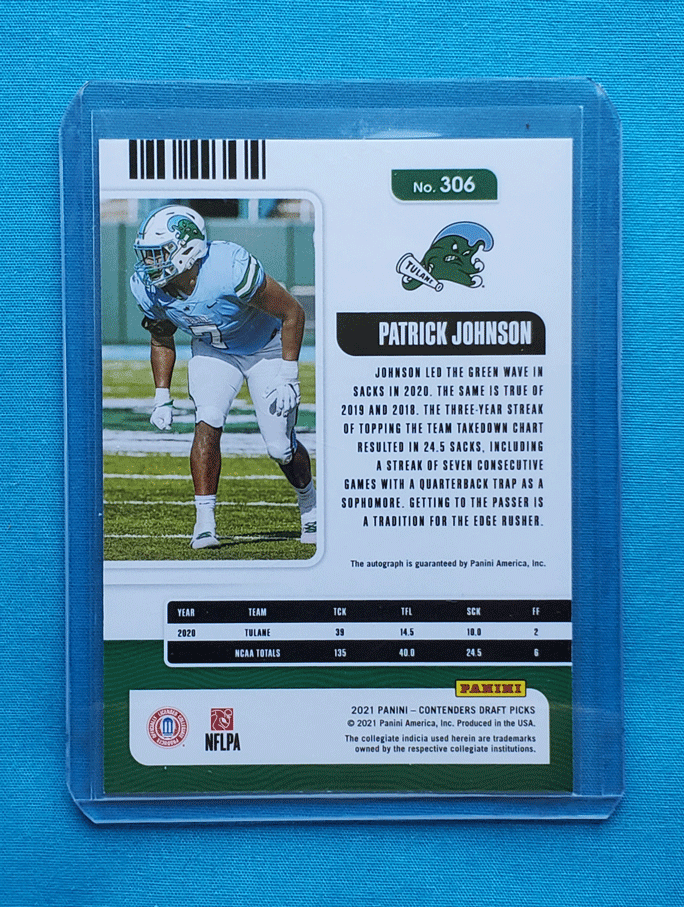 No. 306
TULANE
PATRICK JOHNSON
JOHNSON LED THE GREEN WAVE IN
SACKS IN 2020. THE SAME IS TRUE OF
2019 AND 2018. THE THREE-YEAR STREAK
OF TOPPING THE TEAM TAKEDOWN CHART
RESULTED IN 24.5 SACKS, INCLUDING
A STREAK OF SEVEN CONSECUTIVE
GAMES WITH A QUARTERBACK TRAP AS A
SOPHOMORE. GETTING TO THE PASSER IS
A TRADITION FOR THE EDGE RUSHER.
The autograph is guaranteed by Panini America, Inc.
YEAR TEAM TCK TFL SCK FF
2020 TULANE 39 14.5 10.0 2
NCAA TOTALS 135 40.0 24.5 6
PANINI
2021 PANINI – CONTENDERS DRAFT PICKS
© 2021 Panini America, Inc. Produced in the USA.
The collegiate indicia used herein are trademarks
owned by the respective collegiate institutions.
OFFICIALLY LICENSED COLLEGIATE PRODUCTS
NFLPA